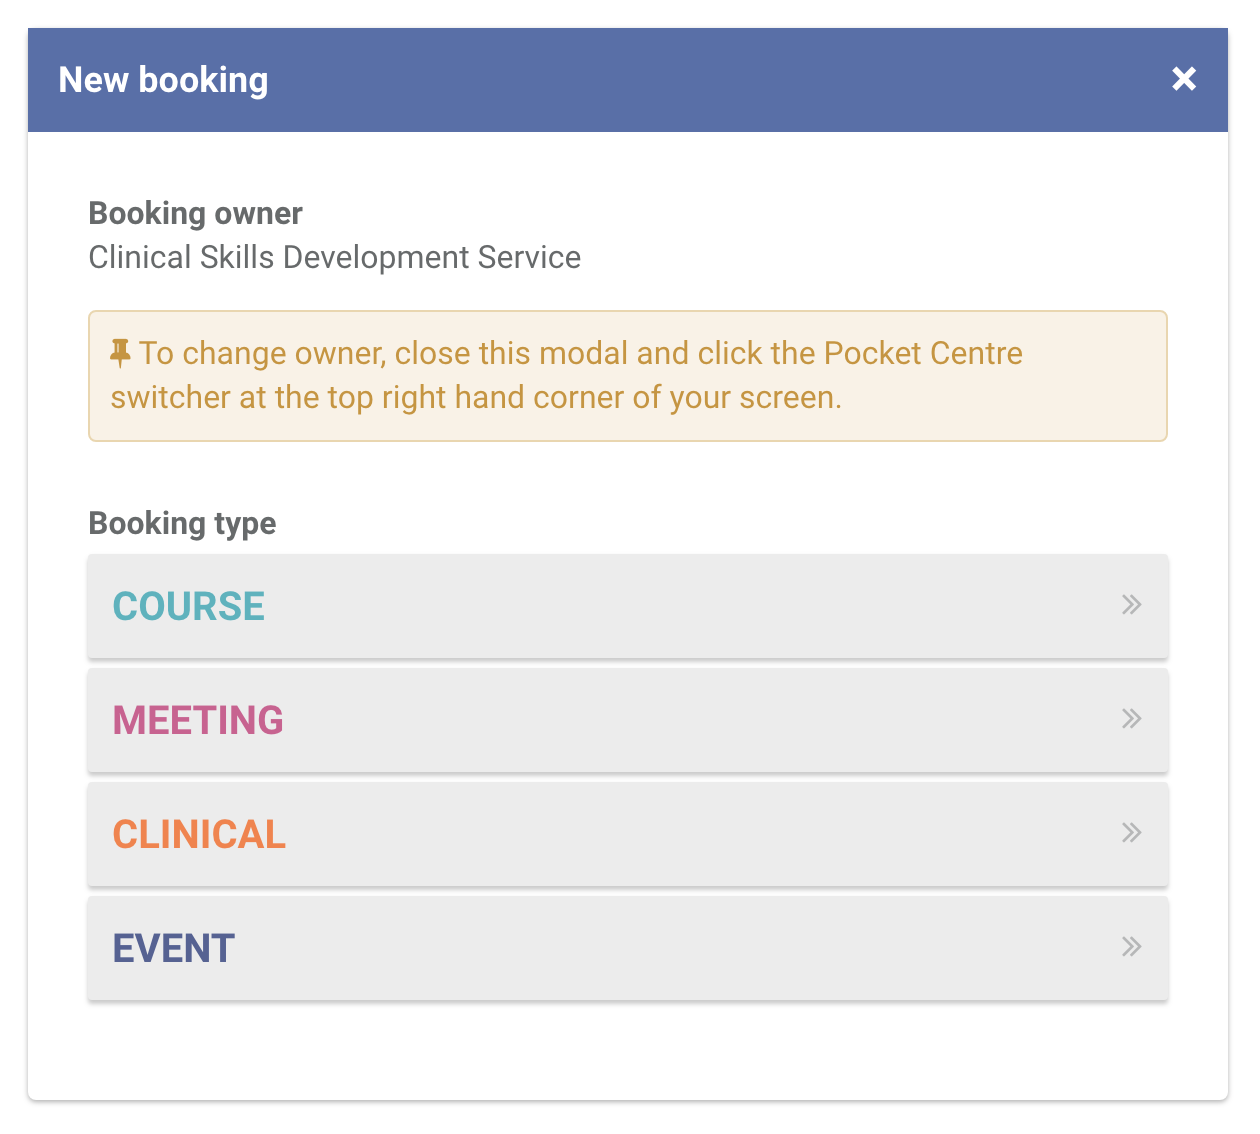 New booking
Booking owner
Clinical Skills Development Service
To change owner, close this modal and click the Pocket Centre
switcher at the top right hand corner of your screen.
Booking type
COURSE
MEETING
CLINICAL
EVENT